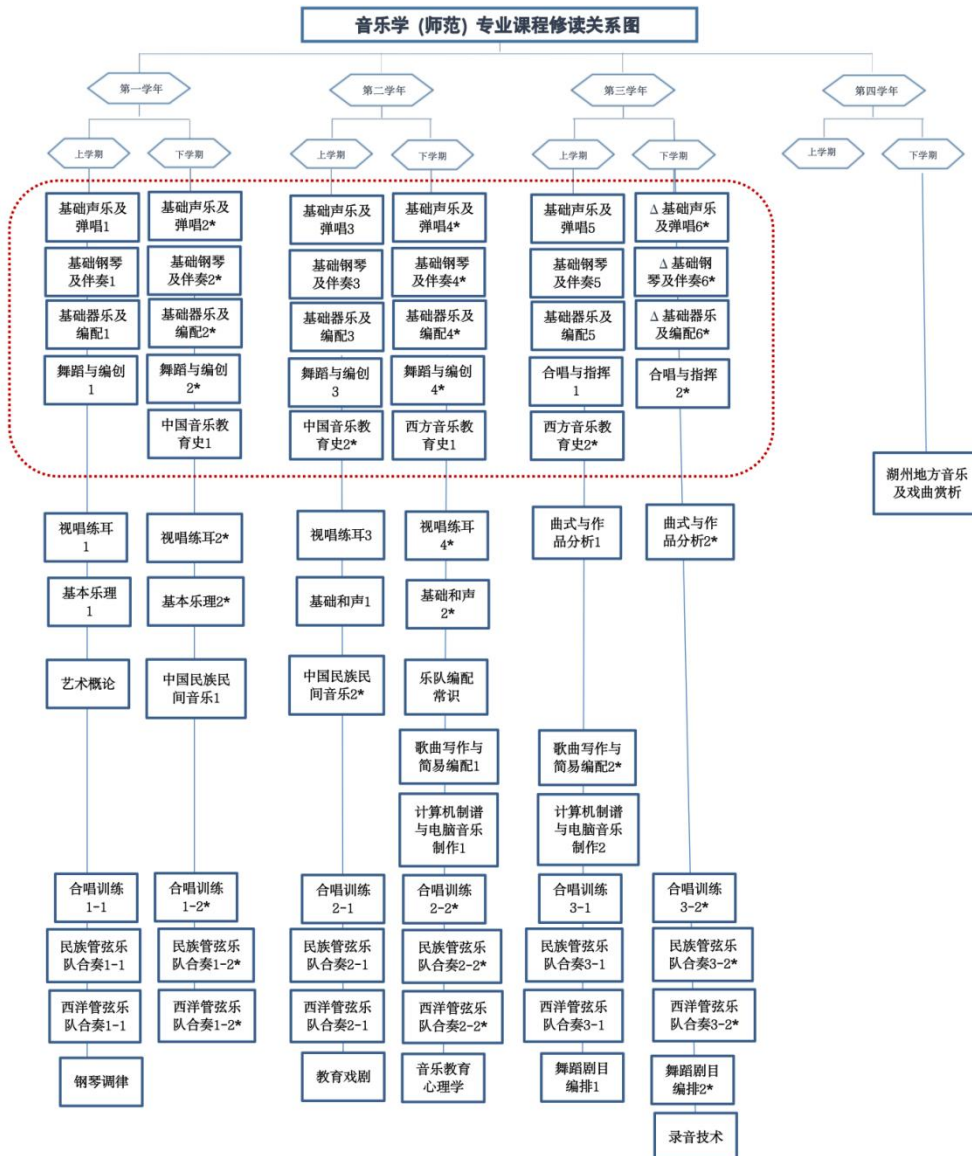 音乐学 (师范) 专业课程修读关系图
第一学年
第二学年
第三学年
第四学年
上学期
下学期
上学期
下学期
上学期
下学期
上学期
下学期
基础声乐及
弹唱1
基础声乐及
弹唱2*
基础声乐及
弹唱3
基础声乐及
弹唱4*
基础声乐及
弹唱5
Δ 基础声乐
及弹唱6*
基础钢琴
及伴奏1
基础钢琴
及伴奏2*
基础钢琴
及伴奏3
基础钢琴
及伴奏4*
基础钢琴
及伴奏5
Δ 基础钢
琴及伴奏6*
基础器乐及
编配1
基础器乐及
编配2*
基础器乐及
编配3
基础器乐及
编配4*
基础器乐及
编配5
Δ 基础器乐
及编配6*
舞蹈与编创
1
舞蹈与编创
2*
舞蹈与编创
3
舞蹈与编创
4*
合唱与指挥
1
合唱与指挥
2*
中国音乐教
育史1
中国音乐教
育史2*
西方音乐教
育史1
西方音乐教
育史2*
湖州地方音乐
及戏曲赏析
视唱练耳
1
视唱练耳2*
视唱练耳3
视唱练耳
4*
曲式与作
品分析1
曲式与作
品分析2*
基本乐理
1
基本乐理2*
基础和声1
基础和声
2*
艺术概论
中国民族民
间音乐1
中国民族民
间音乐2*
乐队编配
常识
歌曲写作与
简易编配1
歌曲写作与
简易编配2*
计算机制谱
与电脑音乐
制作1
计算机制谱
与电脑音乐
制作2
合唱训练
1-1
合唱训练
1-2*
合唱训练
2-1
合唱训练
2-2*
合唱训练
3-1
合唱训练
3-2*
民族管弦乐
队合奏1-1
民族管弦乐
队合奏1-2*
民族管弦乐
队合奏2-1
民族管弦乐
队合奏2-2*
民族管弦乐
队合奏3-1
民族管弦乐
队合奏3-2*
西洋管弦乐
队合奏1-1
西洋管弦乐
队合奏1-2*
西洋管弦乐
队合奏2-1
西洋管弦乐
队合奏2-2*
西洋管弦乐
队合奏3-1
西洋管弦乐
队合奏3-2*
钢琴调律
教育戏剧
音乐教育
心理学
舞蹈剧目
编排1
舞蹈剧目
编排2*
录音技术